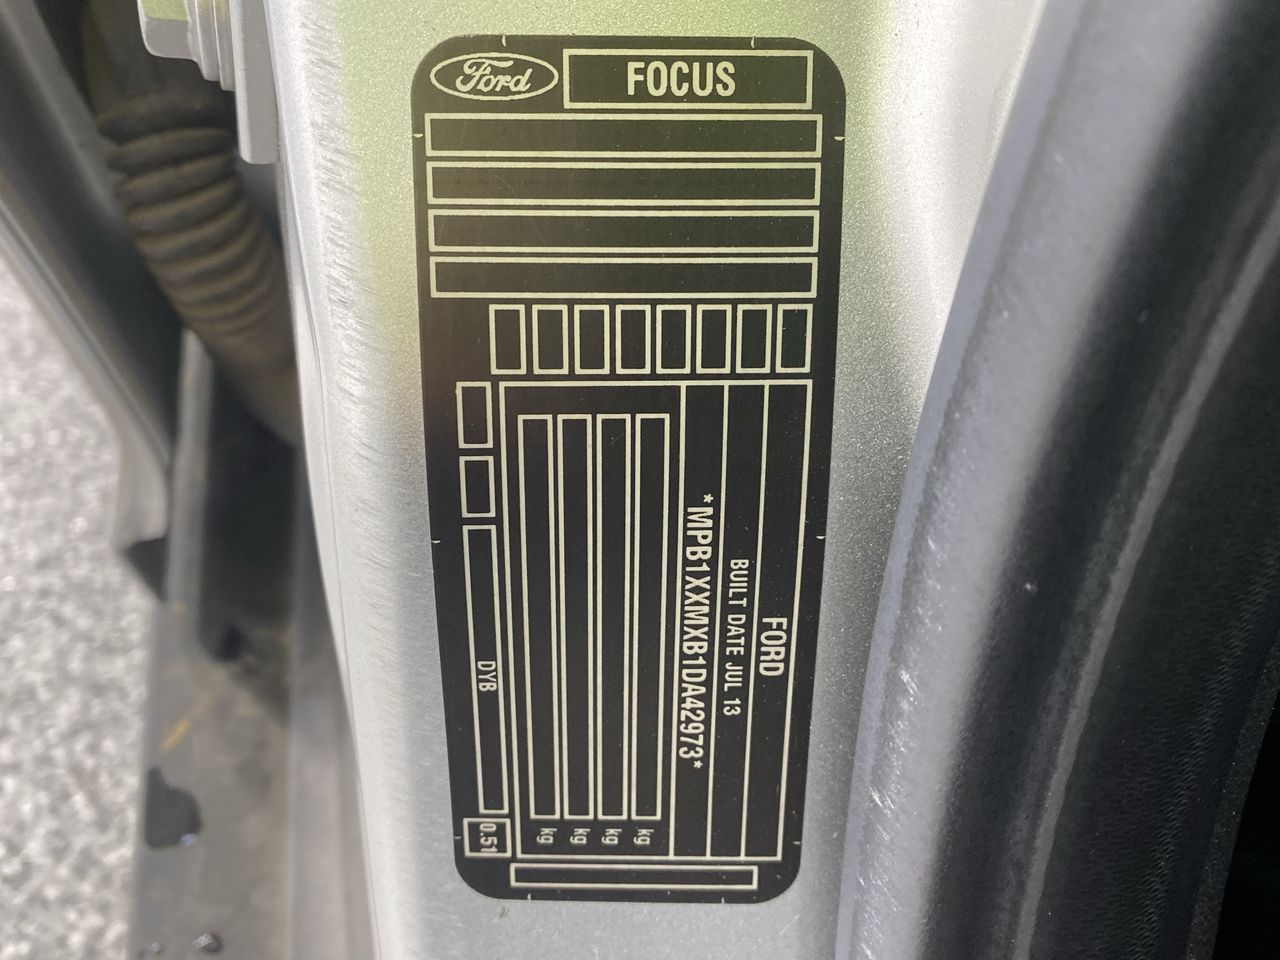 Ford
FOCUS
FORD
BUILT DATE JUL 13
*MPB1XXMXB1DA42973*
kg
kg
kg
kg
DYB
0.51